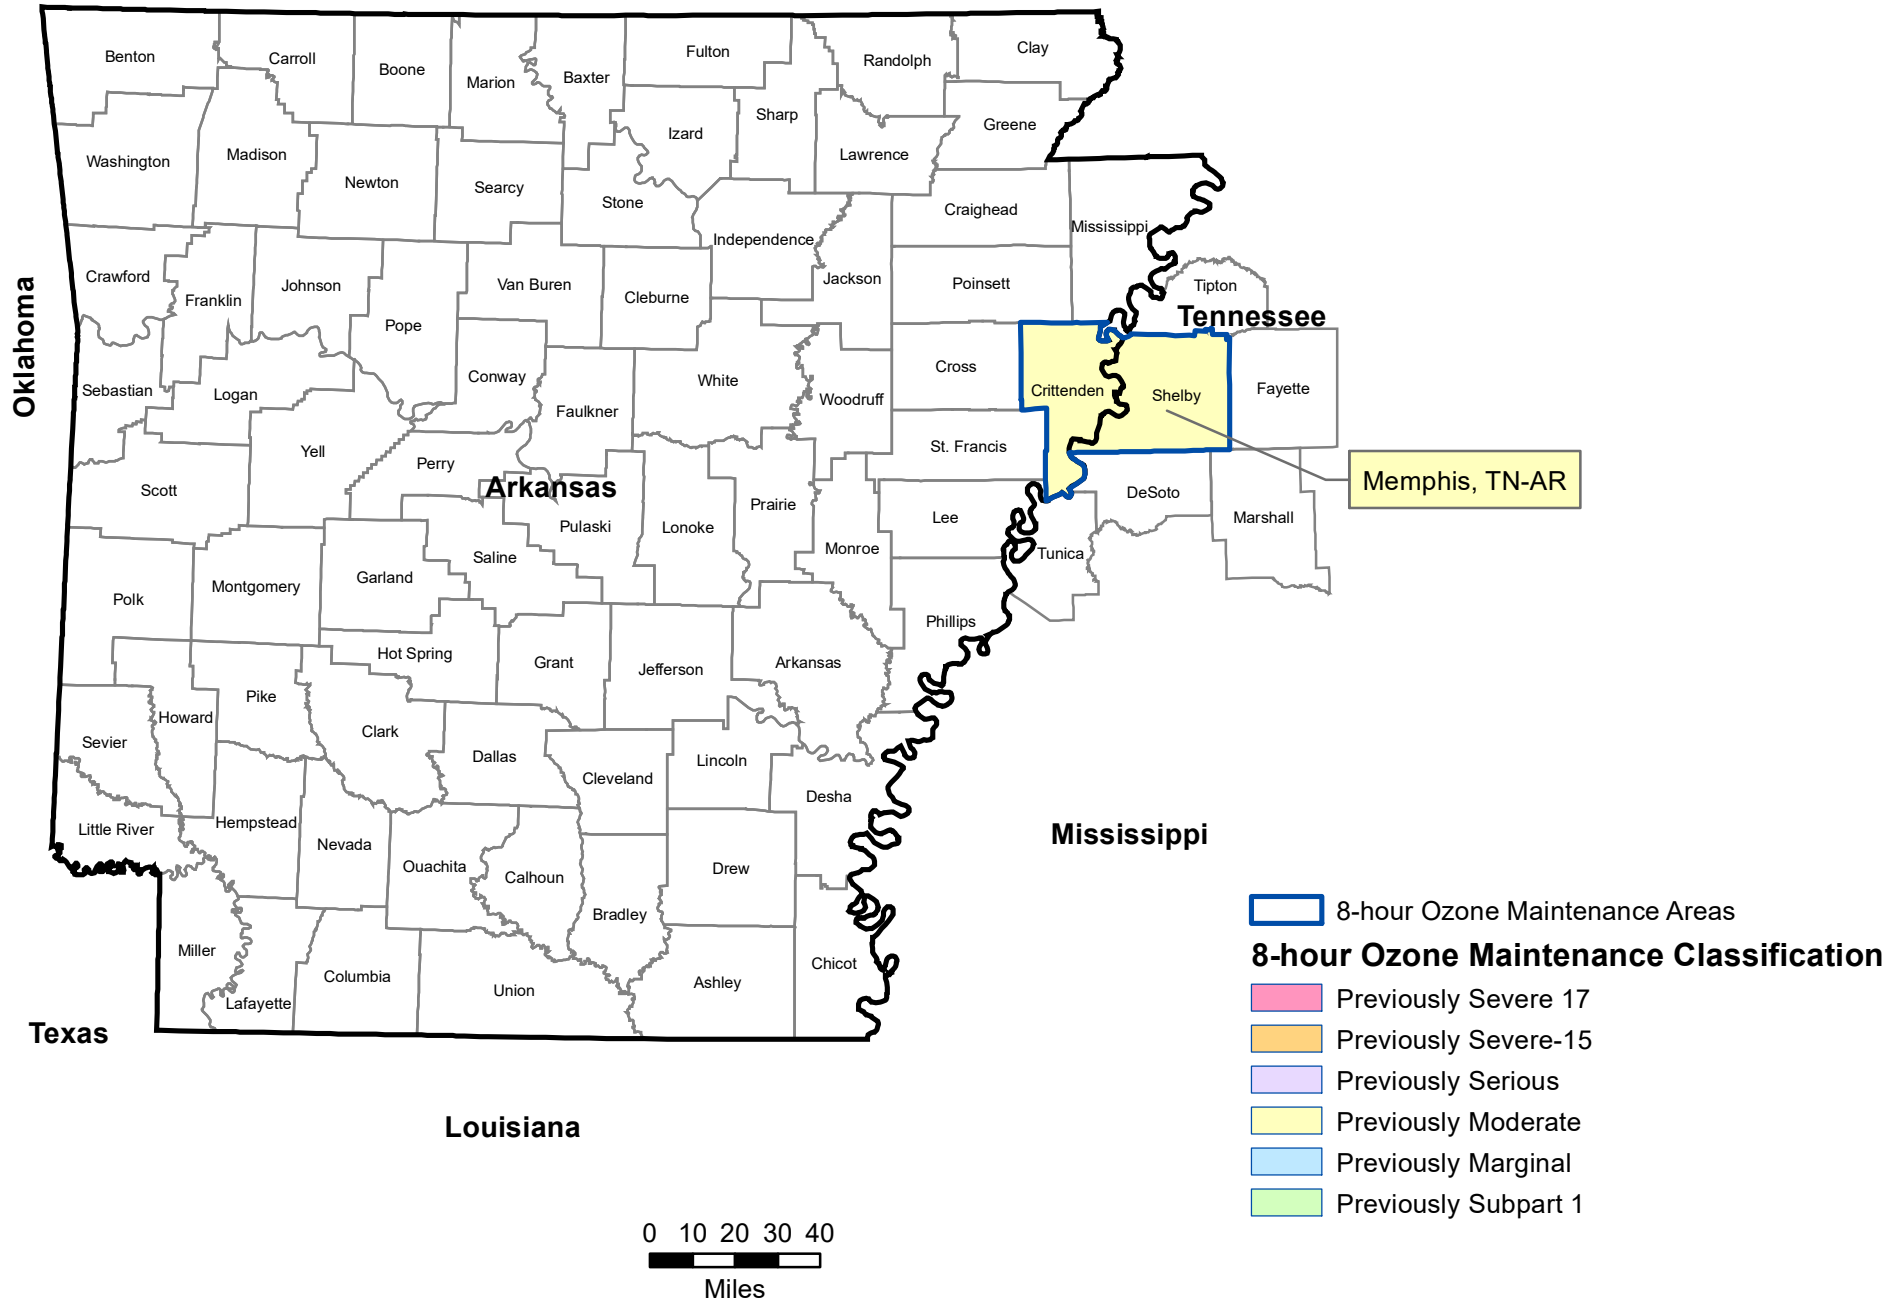 Benton
Carroll
Boone
Marion
Baxter
Fulton
Randolph
Clay
Sharp
Izard
Greene
Washington
Madison
Newton
Searcy
Lawrence
Stone
Craighead
Mississippi
Independence
Crawford
Franklin
Johnson
Van Buren
Cleburne
Jackson
Poinsett
Tipton
Tennessee
Oklahoma
Pope
Sebastian
Logan
Conway
Faulkner
White
Woodruff
Cross
Crittenden
Shelby
Fayette
Yell
Perry
St. Francis
Scott
Arkansas
Pulaski
Lonoke
Prairie
Lee
DeSoto
Marshall
Memphis, TN-AR
Saline
Monroe
Tunica
Polk
Montgomery
Garland
Phillips
Hot Spring
Grant
Jefferson
Arkansas
Pike
Howard
Clark
Sevier
Dallas
Cleveland
Lincoln
Desha
Little River
Hempstead
Nevada
Ouachita
Calhoun
Drew
Mississippi
Bradley
Miller
Lafayette
Columbia
Union
Ashley
Chicot
Texas
Louisiana
8-hour Ozone Maintenance Areas
8-hour Ozone Maintenance Classification
Previously Severe 17
Previously Severe-15
Previously Serious
Previously Moderate
Previously Marginal
Previously Subpart 1
0 10 20 30 40
Miles